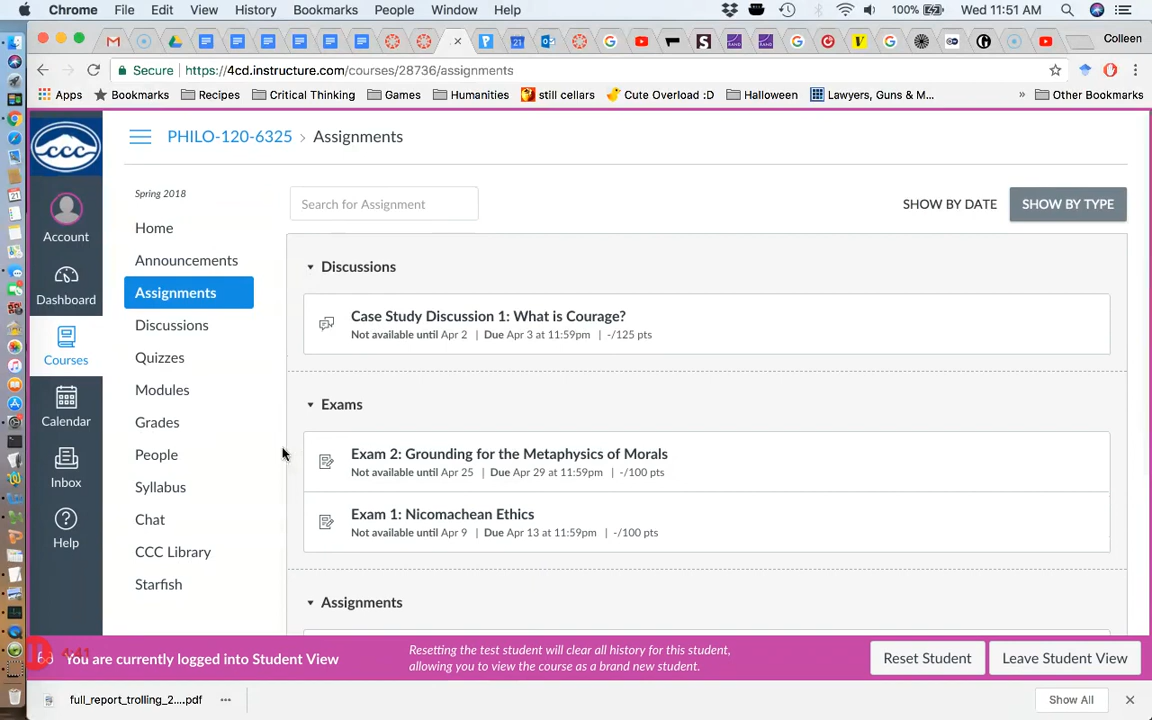 Chrome File Edit View History Bookmarks People Window Help 100% Wed 11:51 AM
Colleen
Secure https://4cd.instructure.com/courses/28736/assignments
Apps Bookmarks Recipes Critical Thinking Games Humanities still cellars Cute Overload :D Halloween Lawyers, Guns & M... » Other Bookmarks
CCC
PHILO-120-6325 > Assignments
Spring 2018
Search for Assignment
SHOW BY DATE
SHOW BY TYPE
Account
Dashboard
Courses
Calendar
Inbox
Help
Home
Announcements
Assignments
Discussions
Quizzes
Modules
Grades
People
Syllabus
Chat
CCC Library
Starfish
Discussions
Case Study Discussion 1: What is Courage?
Not available until Apr 2 | Due Apr 3 at 11:59pm | -/125 pts
Exams
Exam 2: Grounding for the Metaphysics of Morals
Not available until Apr 25 | Due Apr 29 at 11:59pm | -/100 pts
Exam 1: Nicomachean Ethics
Not available until Apr 9 | Due Apr 13 at 11:59pm | -/100 pts
Assignments
4:41
You are currently logged into Student View
Resetting the test student will clear all history for this student,
allowing you to view the course as a brand new student.
Reset Student
Leave Student View
full_report_trolling_2....pdf
Show All